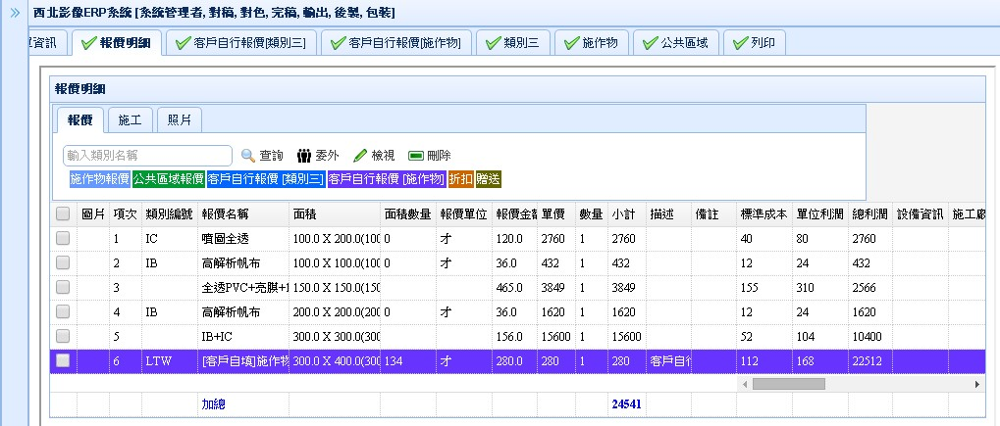 西北影像ERP系統 [系統管理者, 對稿, 對色, 完稿, 輸出, 後製, 包裝]
資訊 報價明細 客戶自行報價[類別三] 客戶自行報價[施作物] 類別三 施作物 公共區域 列印
報價明細
報價 施工 照片
輸入類別名稱 查詢 委外 檢視 刪除
施作物報價 公共區域報價 客戶自行報價 [類別三] 客戶自行報價 [施作物] 折扣 贈送
圖片 項次 類別編號 報價名稱 面積 面積數量 報價單位 報價金額 單價 數量 小計 描述 備註 標準成本 單位利潤 總利潤 設備資訊 施工廠
1 IC 噴圖全透 100.0 X 200.0(100 0 才 120.0 2760 1 2760 40 80 2760
2 IB 高解析帆布 100.0 X 100.0(100 0 才 36.0 432 1 432 12 24 432
3 全透PVC+亮膜+1 150.0 X 150.0(150 465.0 3849 1 3849 155 310 2566
4 IB 高解析帆布 200.0 X 200.0(200 0 才 36.0 1620 1 1620 12 24 1620
5 IB+IC 300.0 X 300.0(300 156.0 15600 1 15600 52 104 10400
6 LTW [客戶自填]施作物 300.0 X 400.0(300 134 才 280.0 280 1 280 客戶自行 112 168 22512
加總 24541